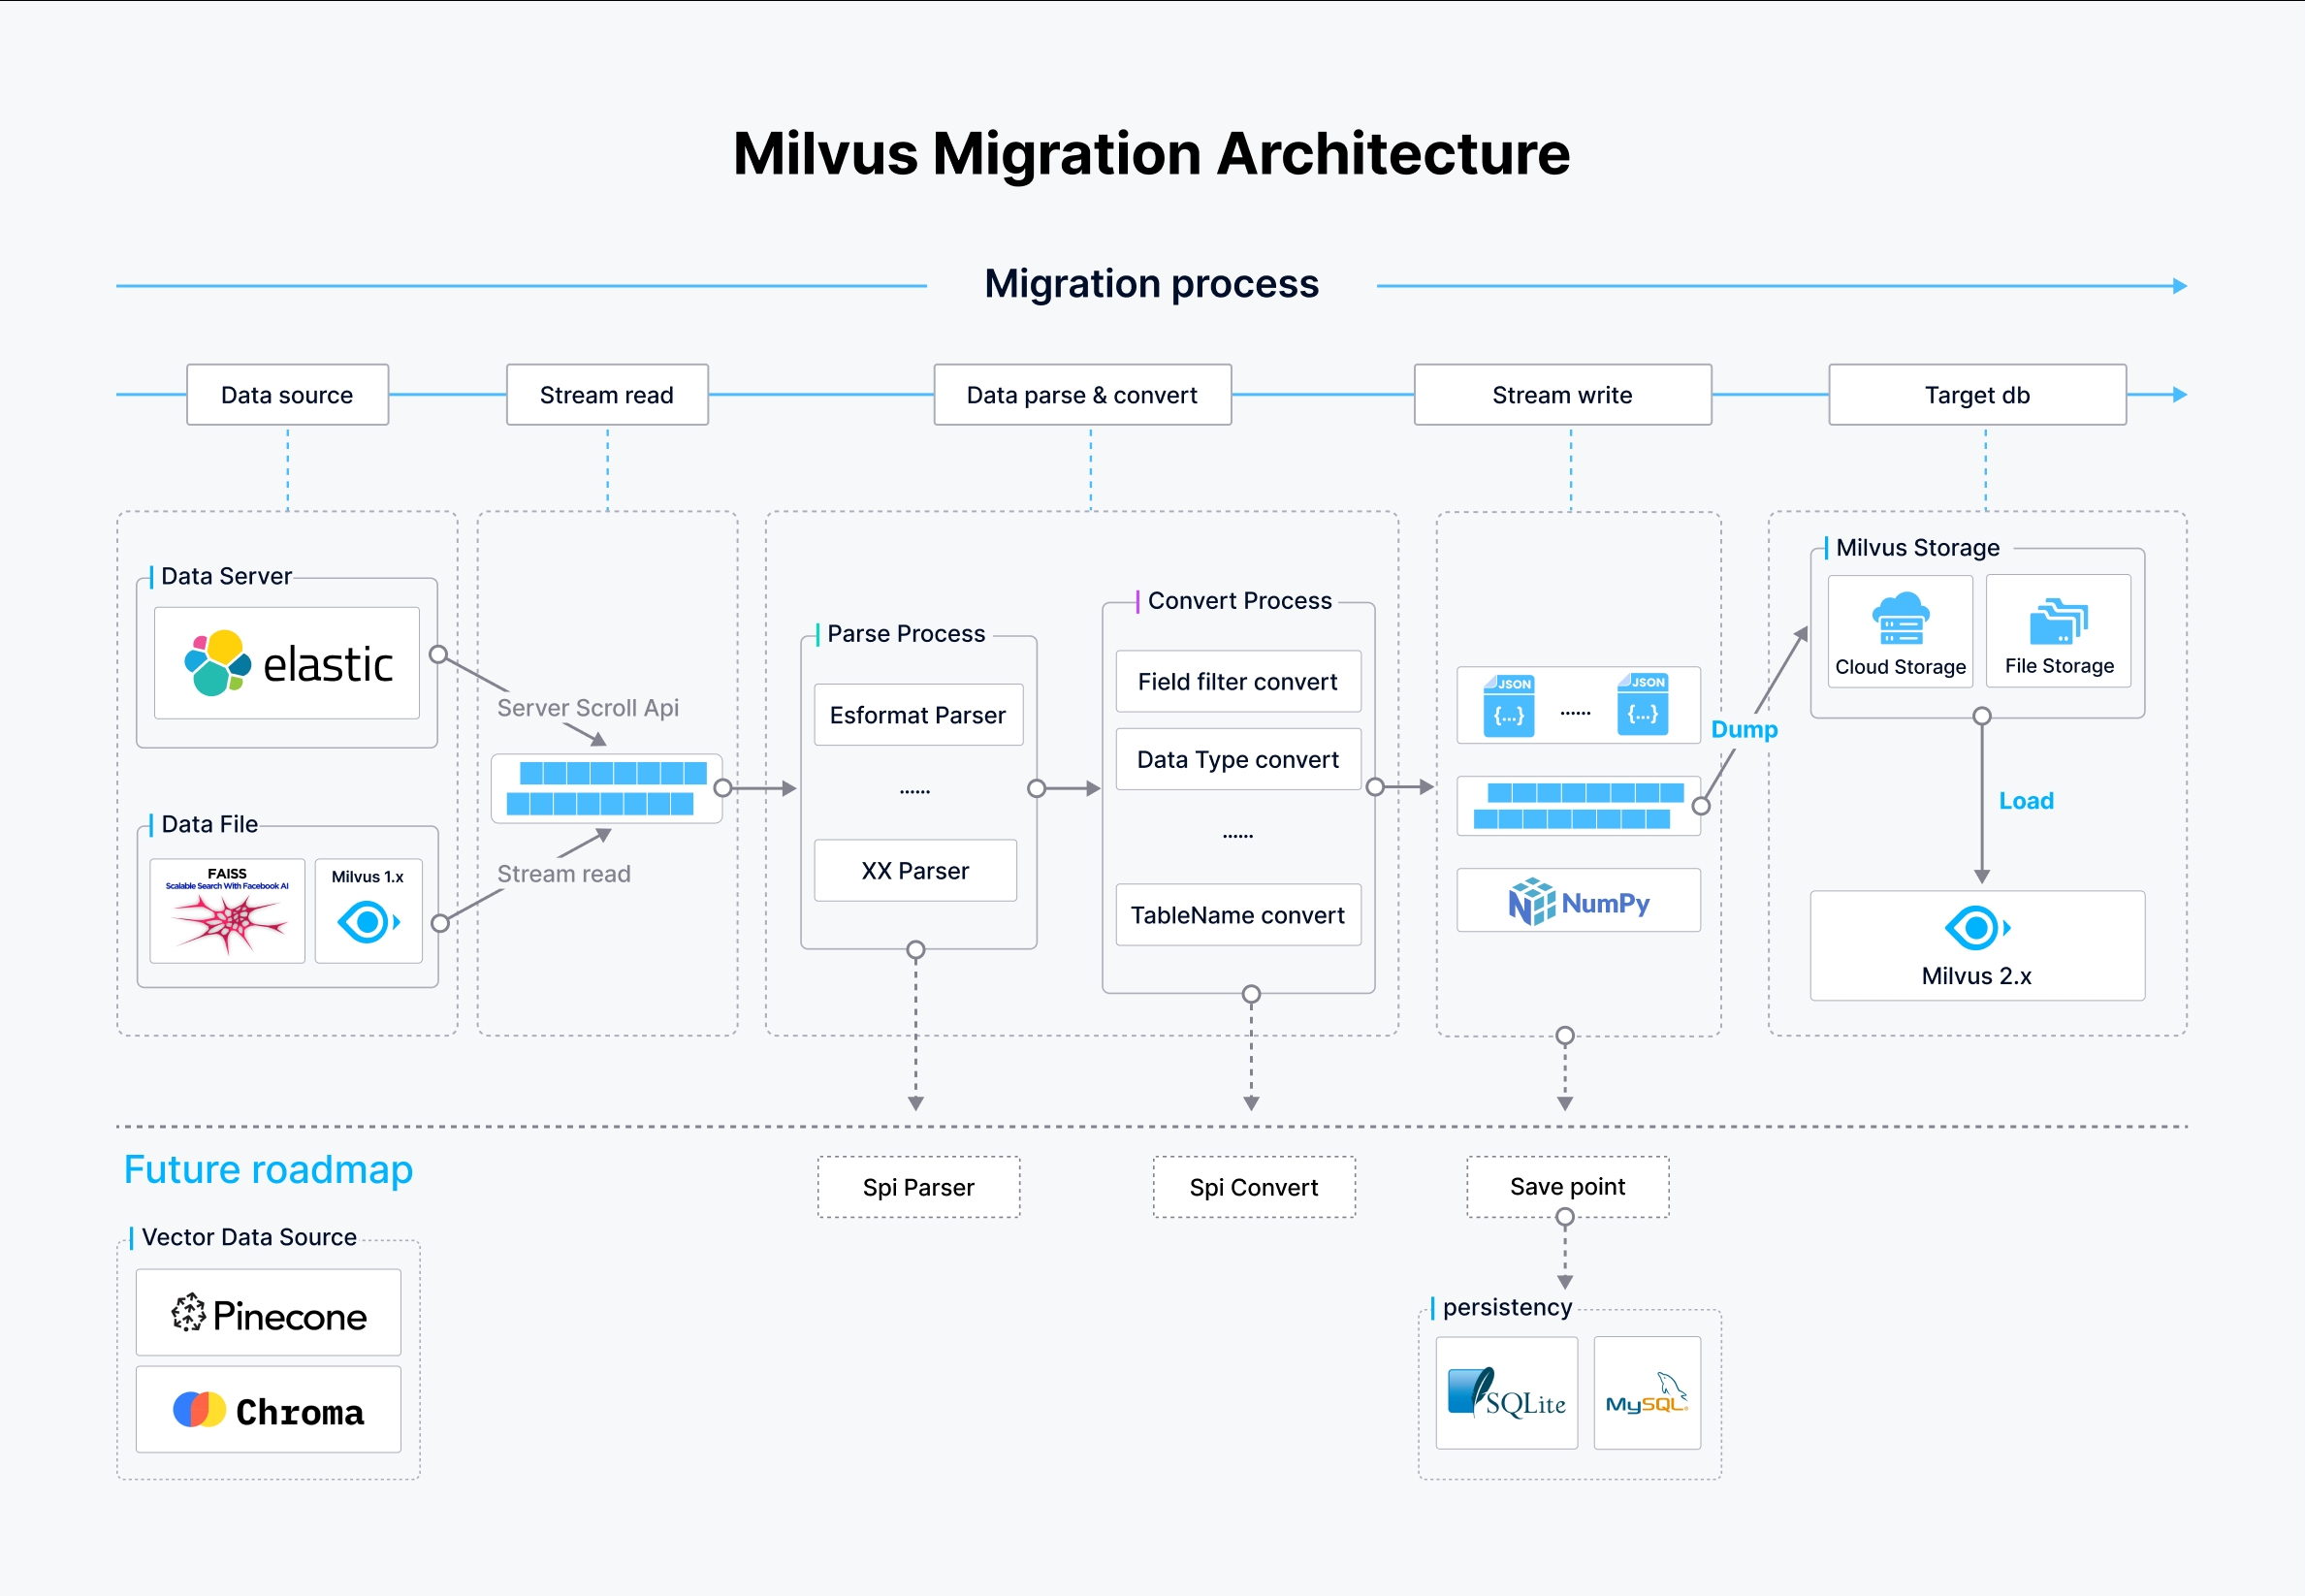 Milvus Migration Architecture
Migration process
Data source
Stream read
Data parse & convert
Stream write
Target db
Data Server
elastic
Data File
FAISS
Scalable Search With Facebook AI
Milvus 1.x
Server Scroll Api
Stream read
Parse Process
Esformat Parser
......
XX Parser
Convert Process
Field filter convert
Data Type convert
......
TableName convert
JSON
{...}
......
JSON
{...}
NumPy
Dump
Milvus Storage
Cloud Storage
File Storage
Load
Milvus 2.x
Future roadmap
Vector Data Source
Pinecone
Chroma
Spi Parser
Spi Convert
Save point
persistency
SQLite
MySQL®